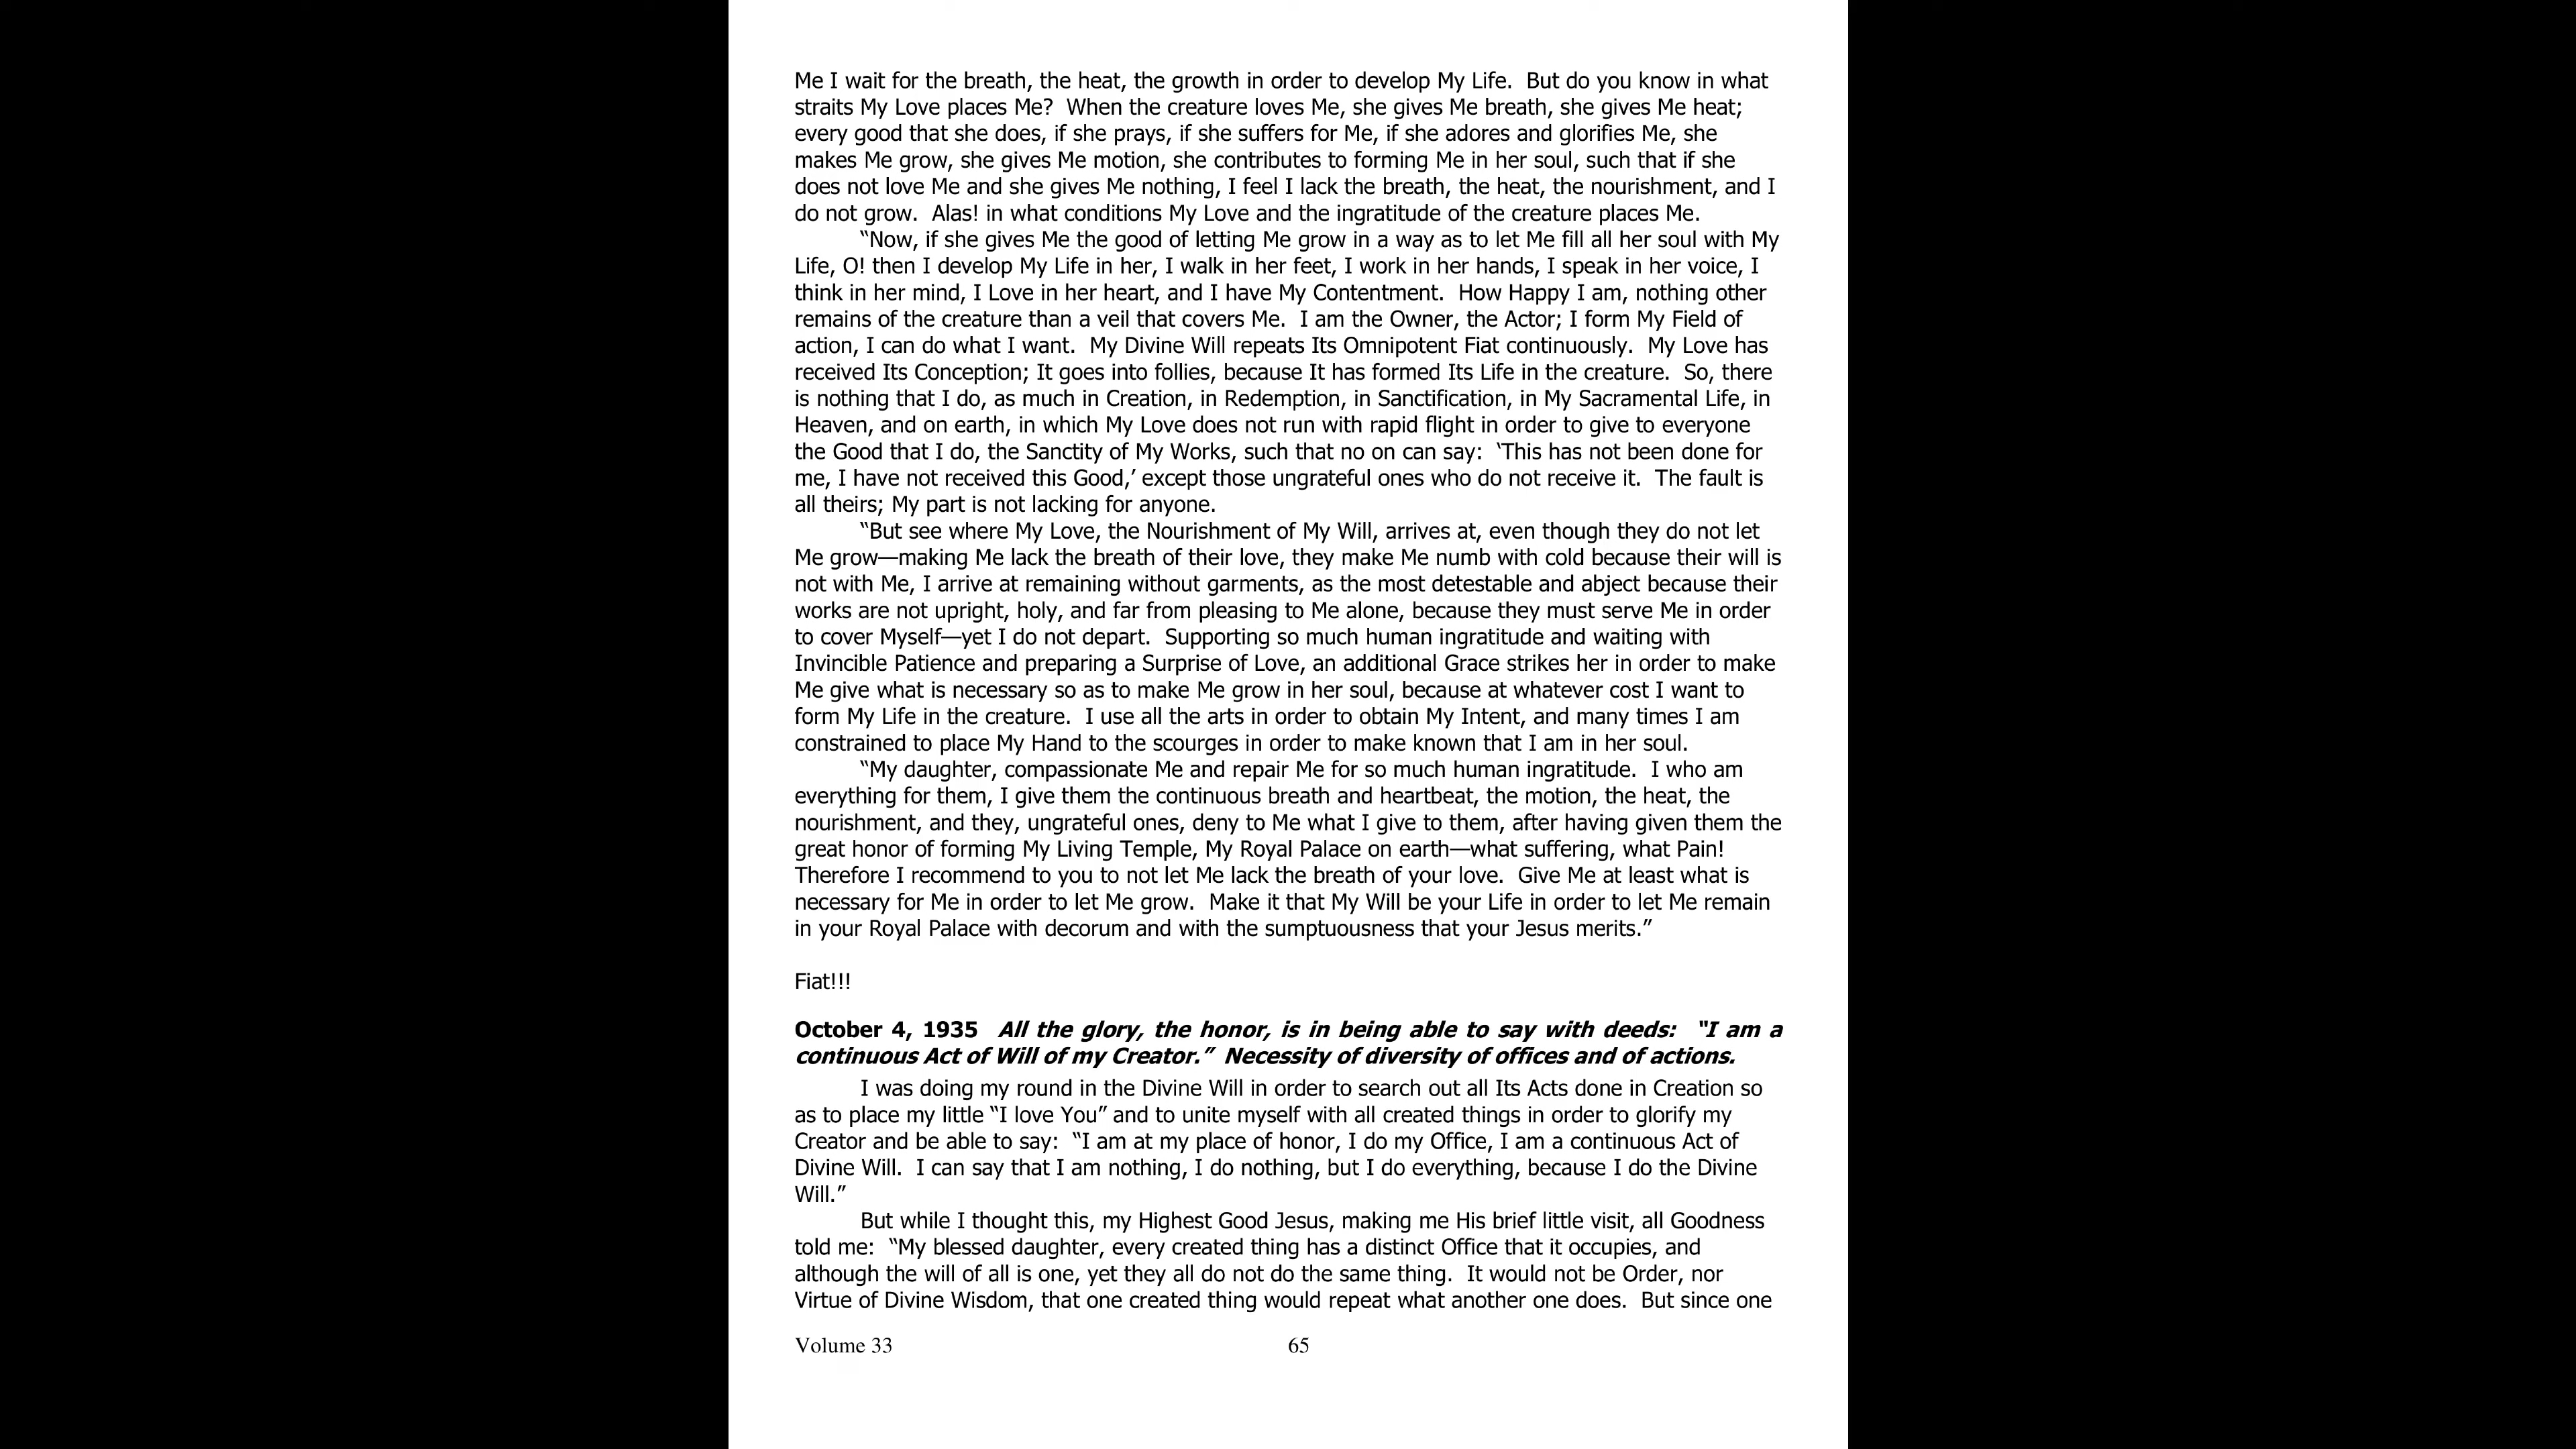 Me I wait for the breath, the heat, the growth in order to develop My Life.  But do you know in what
straits My Love places Me?  When the creature loves Me, she gives Me breath, she gives Me heat;
every good that she does, if she prays, if she suffers for Me, if she adores and glorifies Me, she
makes Me grow, she gives Me motion, she contributes to forming Me in her soul, such that if she
does not love Me and she gives Me nothing, I feel I lack the breath, the heat, the nourishment, and I
do not grow.  Alas! in what conditions My Love and the ingratitude of the creature places Me.
“Now, if she gives Me the good of letting Me grow in a way as to let Me fill all her soul with My
Life, O! then I develop My Life in her, I walk in her feet, I work in her hands, I speak in her voice, I
think in her mind, I Love in her heart, and I have My Contentment.  How Happy I am, nothing other
remains of the creature than a veil that covers Me.  I am the Owner, the Actor; I form My Field of
action, I can do what I want.  My Divine Will repeats Its Omnipotent Fiat continuously.  My Love has
received Its Conception; It goes into follies, because It has formed Its Life in the creature.  So, there
is nothing that I do, as much in Creation, in Redemption, in Sanctification, in My Sacramental Life, in
Heaven, and on earth, in which My Love does not run with rapid flight in order to give to everyone
the Good that I do, the Sanctity of My Works, such that no on can say:  ‘This has not been done for
me, I have not received this Good,’ except those ungrateful ones who do not receive it.  The fault is
all theirs; My part is not lacking for anyone.
“But see where My Love, the Nourishment of My Will, arrives at, even though they do not let
Me grow—making Me lack the breath of their love, they make Me numb with cold because their will is
not with Me, I arrive at remaining without garments, as the most detestable and abject because their
works are not upright, holy, and far from pleasing to Me alone, because they must serve Me in order
to cover Myself—yet I do not depart.  Supporting so much human ingratitude and waiting with
Invincible Patience and preparing a Surprise of Love, an additional Grace strikes her in order to make
Me give what is necessary so as to make Me grow in her soul, because at whatever cost I want to
form My Life in the creature.  I use all the arts in order to obtain My Intent, and many times I am
constrained to place My Hand to the scourges in order to make known that I am in her soul.
“My daughter, compassionate Me and repair Me for so much human ingratitude.  I who am
everything for them, I give them the continuous breath and heartbeat, the motion, the heat, the
nourishment, and they, ungrateful ones, deny to Me what I give to them, after having given them the
great honor of forming My Living Temple, My Royal Palace on earth—what suffering, what Pain!
Therefore I recommend to you to not let Me lack the breath of your love.  Give Me at least what is
necessary for Me in order to let Me grow.  Make it that My Will be your Life in order to let Me remain
in your Royal Palace with decorum and with the sumptuousness that your Jesus merits.”
Fiat!!!
October 4, 1935  All the glory, the honor, is in being able to say with deeds:  “I am a
continuous Act of Will of my Creator.”  Necessity of diversity of offices and of actions.
I was doing my round in the Divine Will in order to search out all Its Acts done in Creation so
as to place my little “I love You” and to unite myself with all created things in order to glorify my
Creator and be able to say:  “I am at my place of honor, I do my Office, I am a continuous Act of
Divine Will.  I can say that I am nothing, I do nothing, but I do everything, because I do the Divine
Will.”
But while I thought this, my Highest Good Jesus, making me His brief little visit, all Goodness
told me:  “My blessed daughter, every created thing has a distinct Office that it occupies, and
although the will of all is one, yet they all do not do the same thing.  It would not be Order, nor
Virtue of Divine Wisdom, that one created thing would repeat what another one does.  But since one
Volume 33 65